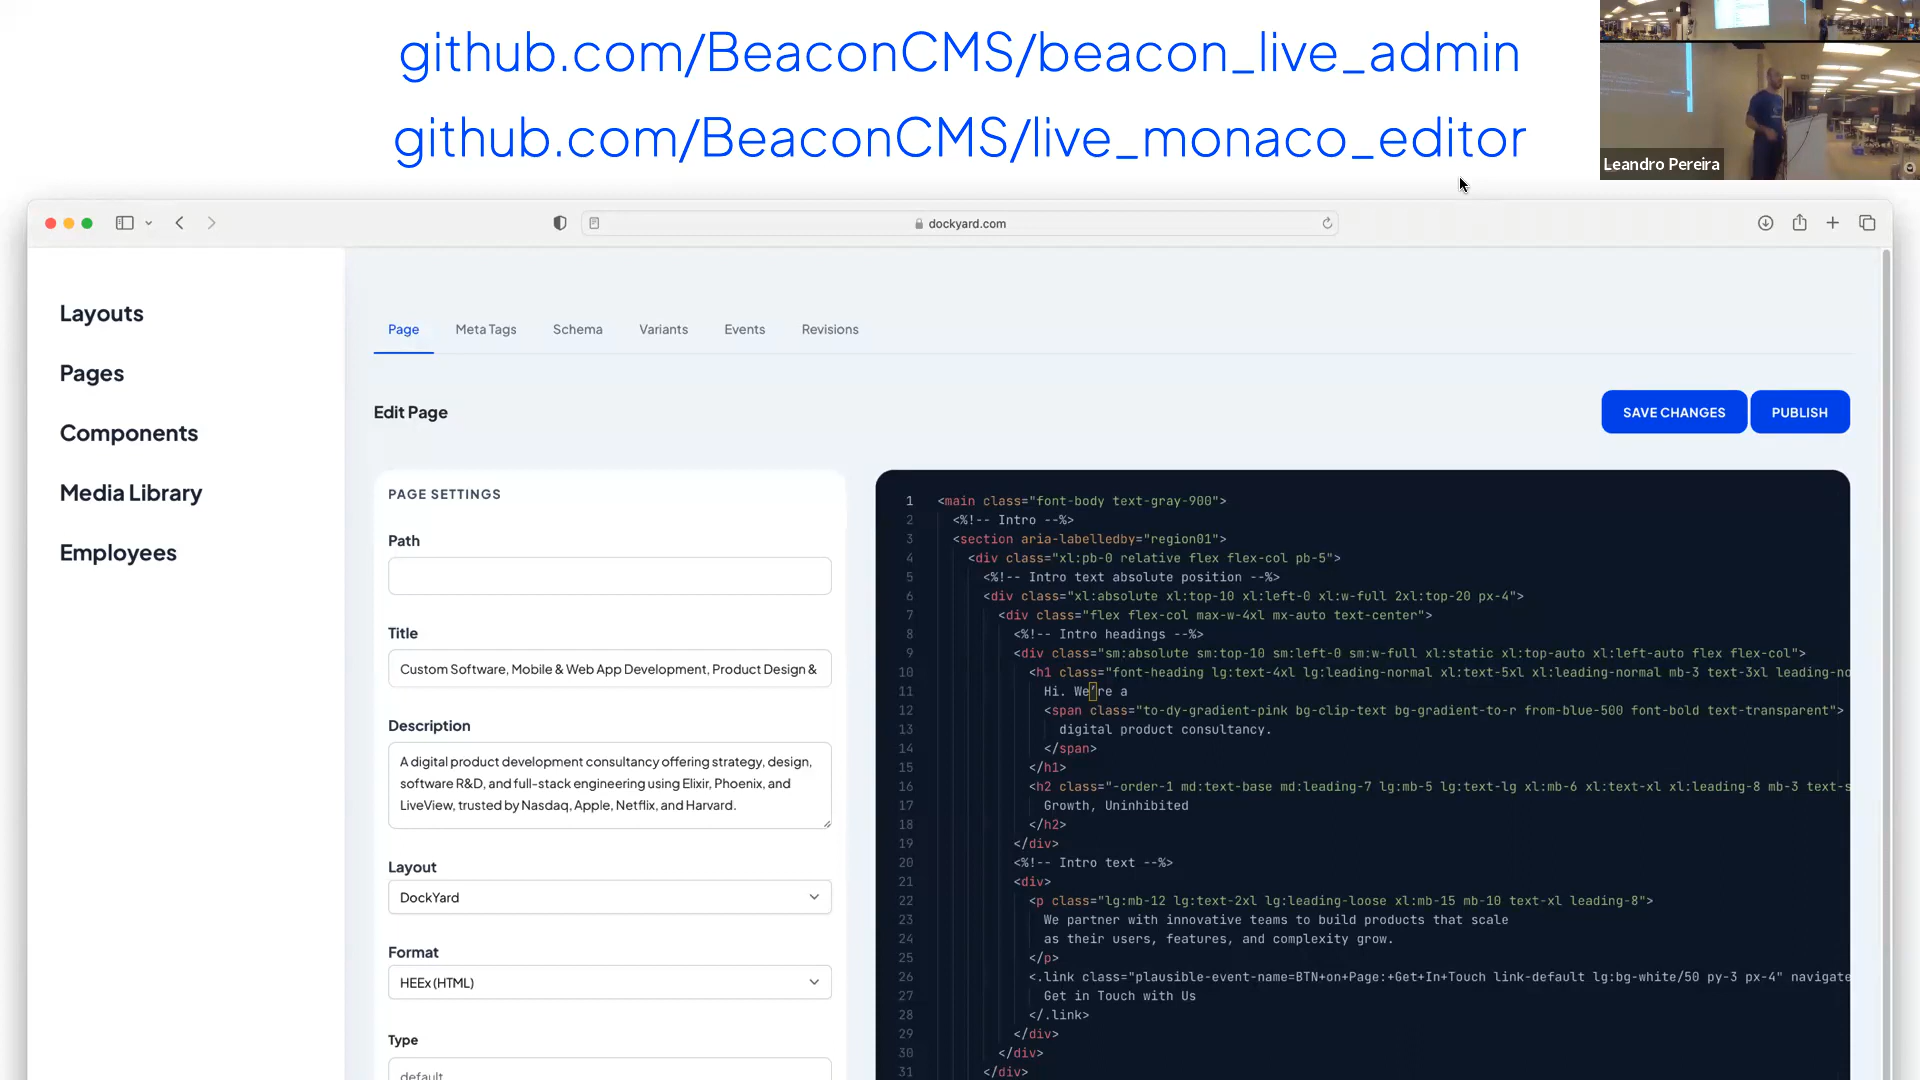 github.com/BeaconCMS/beacon_live_admin
github.com/BeaconCMS/live_monaco_editor
Leandro Pereira
dockyard.com
Layouts
Pages
Components
Media Library
Employees
Page Meta Tags Schema Variants Events Revisions
Edit Page
SAVE CHANGES PUBLISH
PAGE SETTINGS
Path
Title
Custom Software, Mobile & Web App Development, Product Design &
Description
A digital product development consultancy offering strategy, design,
software R&D, and full-stack engineering using Elixir, Phoenix, and
LiveView, trusted by Nasdaq, Apple, Netflix, and Harvard.
Layout
DockYard
Format
HEEx (HTML)
Type
default
1 <main class="font-body text-gray-900">
2 <%!-- Intro --%>
3 <section aria-labelledby="region01">
4 <div class="xl:pb-0 relative flex flex-col pb-5">
5 <%!-- Intro text absolute position --%>
6 <div class="xl:absolute xl:top-10 xl:left-0 xl:w-full 2xl:top-20 px-4">
7 <div class="flex flex-col max-w-4xl mx-auto text-center">
8 <%!-- Intro headings --%>
9 <div class="sm:absolute sm:top-10 sm:left-0 sm:w-full xl:static xl:top-auto xl:left-auto flex flex-col">
10 <h1 class="font-heading lg:text-4xl lg:leading-normal xl:text-5xl xl:leading-normal mb-3 text-3xl leading-no
11 Hi. We’re a
12 <span class="to-dy-gradient-pink bg-clip-text bg-gradient-to-r from-blue-500 font-bold text-transparent">
13 digital product consultancy.
14 </span>
15 </h1>
16 <h2 class="-order-1 md:text-base md:leading-7 lg:mb-5 lg:text-lg xl:mb-6 xl:text-xl xl:leading-8 mb-3 text-s
17 Growth, Uninhibited
18 </h2>
19 </div>
20 <%!-- Intro text --%>
21 <div>
22 <p class="lg:mb-12 lg:text-2xl lg:leading-loose xl:mb-15 mb-10 text-xl leading-8">
23 We partner with innovative teams to build products that scale
24 as their users, features, and complexity grow.
25 </p>
26 <.link class="plausible-event-name=BTN+on+Page:+Get+In+Touch link-default lg:bg-white/50 py-3 px-4" navigate
27 Get in Touch with Us
28 </.link>
29 </div>
30 </div>
31 </div>